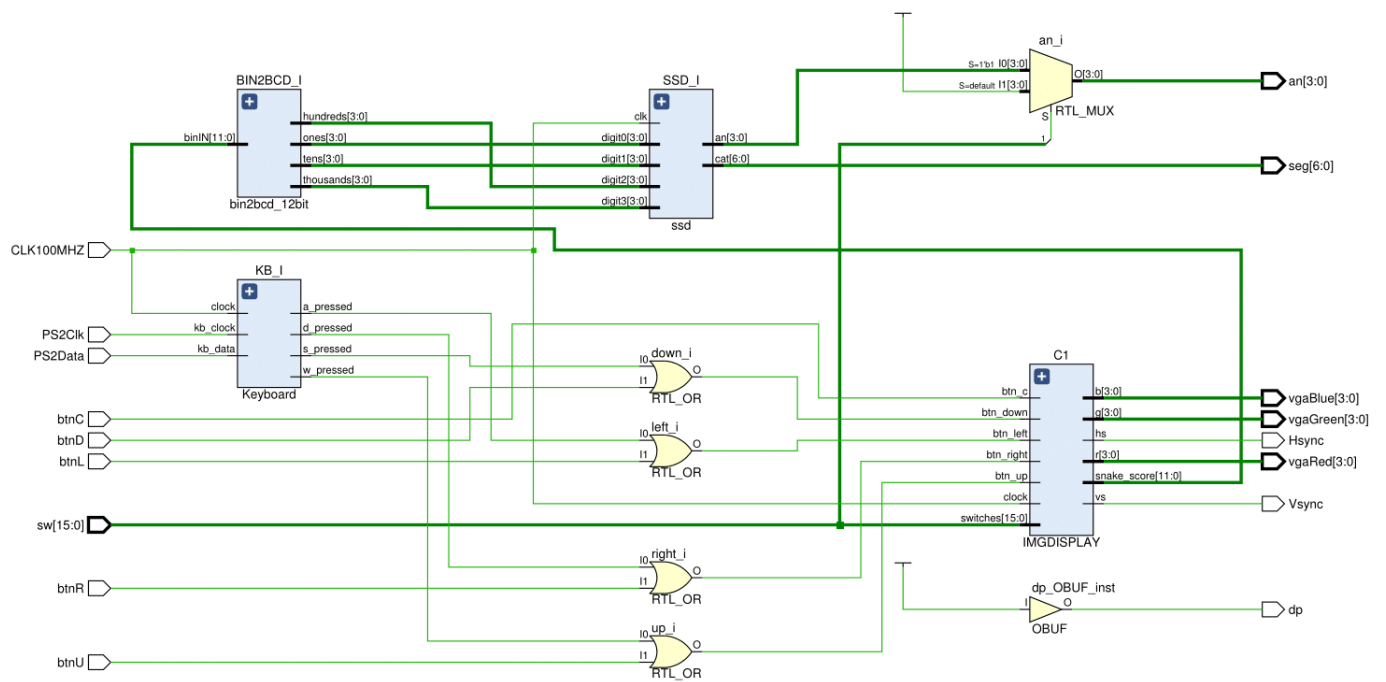 an_i
S=1'b1 I0[3:0]
O[3:0]
an[3:0]
S=default I1[3:0]
RTL_MUX
S
1
BIN2BCD_I
hundreds[3:0]
binIN[11:0]
ones[3:0]
tens[3:0]
thousands[3:0]
bin2bcd_12bit
SSD_I
clk
digit0[3:0]
an[3:0]
digit1[3:0]
cat[6:0]
digit2[3:0]
digit3[3:0]
ssd
seg[6:0]
CLK100MHZ
KB_I
clock
a_pressed
kb_clock
d_pressed
kb_data
s_pressed
w_pressed
Keyboard
PS2Clk
PS2Data
btnC
btnD
btnL
down_i
I0
O
I1
RTL_OR
left_i
I0
O
I1
RTL_OR
C1
btn_c
b[3:0]
btn_down
g[3:0]
btn_left
hs
btn_right
r[3:0]
btn_up
snake_score[11:0]
clock
vs
switches[15:0]
IMGDISPLAY
vgaBlue[3:0]
vgaGreen[3:0]
Hsync
vgaRed[3:0]
Vsync
sw[15:0]
right_i
I0
O
I1
RTL_OR
btnR
up_i
I0
O
I1
RTL_OR
btnU
dp_OBUF_inst
I
O
OBUF
dp